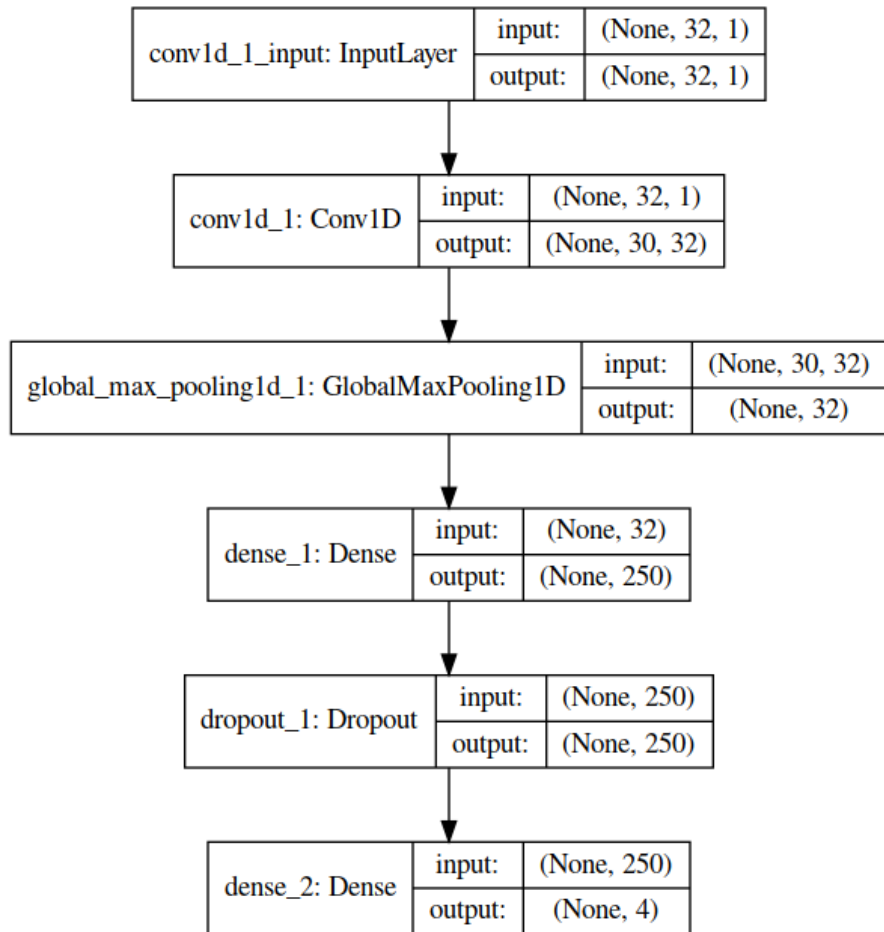 conv1d_1_input: InputLayer
input: (None, 32, 1)
output: (None, 32, 1)
conv1d_1: Conv1D
input: (None, 32, 1)
output: (None, 30, 32)
global_max_pooling1d_1: GlobalMaxPooling1D
input: (None, 30, 32)
output: (None, 32)
dense_1: Dense
input: (None, 32)
output: (None, 250)
dropout_1: Dropout
input: (None, 250)
output: (None, 250)
dense_2: Dense
input: (None, 250)
output: (None, 4)